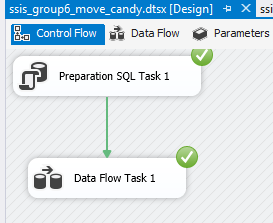 ssis_group6_move_candy.dtsx [Design]
Control Flow Data Flow Parameters
Preparation SQL Task 1
Data Flow Task 1